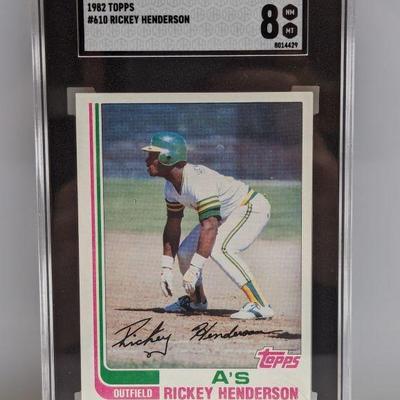 1982 TOPPS
#610 RICKEY HENDERSON
8
NM
MT
8014429
Rickey Henderson
Topps
A'S
OUTFIELD
RICKEY HENDERSON